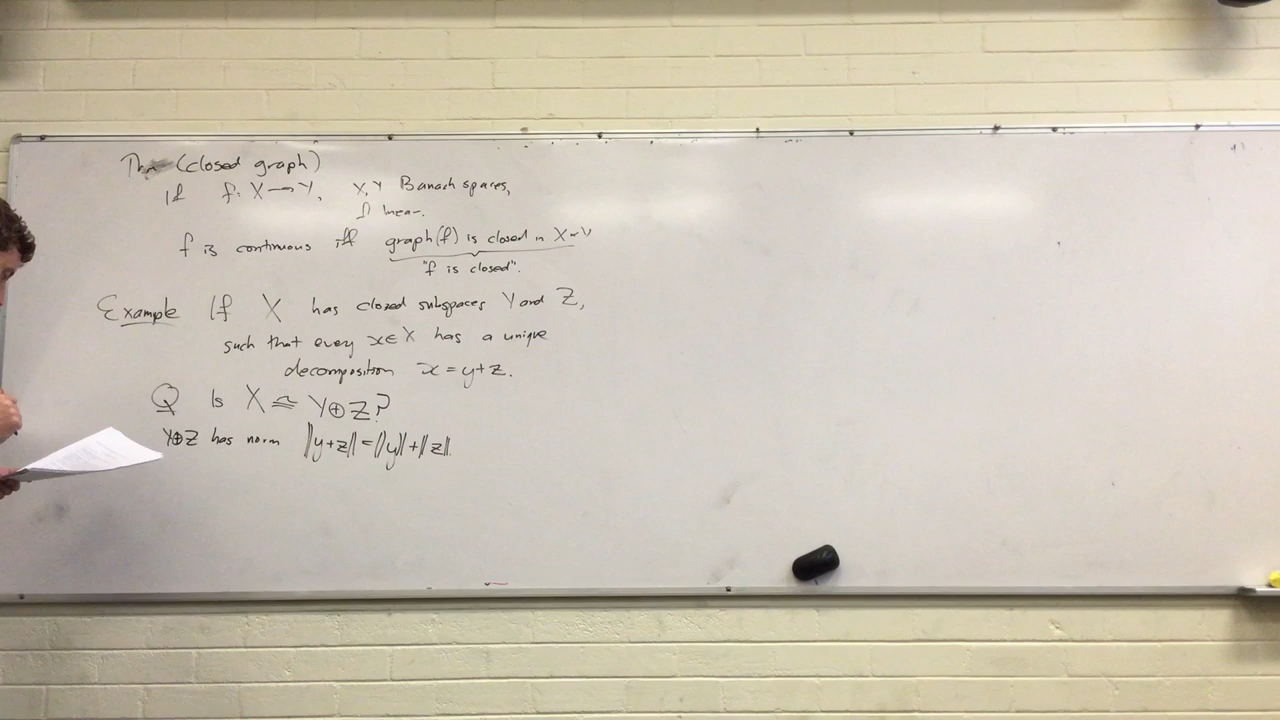 Thm (closed graph)
If f: X → Y, X, Y Banach spaces,
f linear.
f is continuous iff graph(f) is closed in X×Y
"f is closed".
Example If X has closed subspaces Y and Z,
such that every x∈X has a unique
decomposition x = y+z.
Q Is X ≅ Y⊕Z?
Y⊕Z has norm ||y+z|| = ||y|| + ||z||.